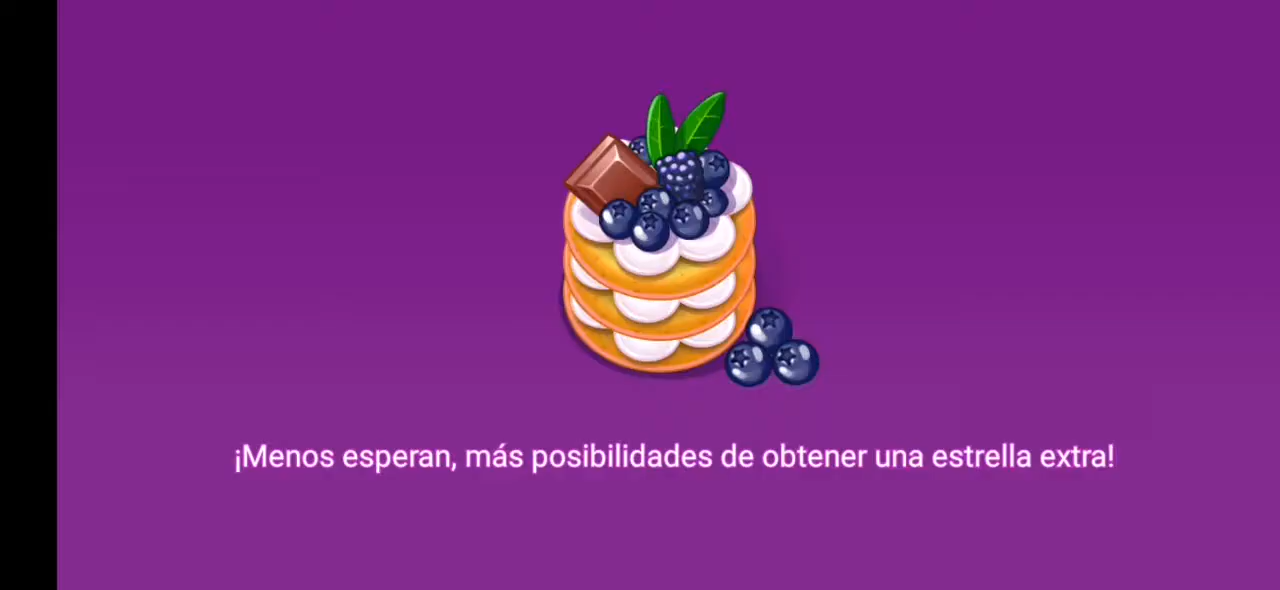 ¡Menos esperan, más posibilidades de obtener una estrella extra!